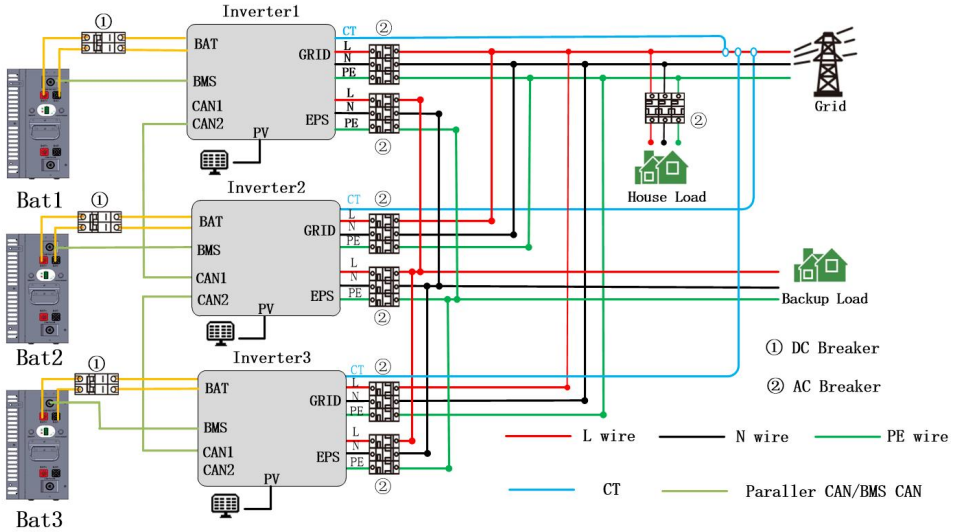 Inverter1
①
②
CT
BAT
L
GRID
N
PE
BMS
CAN1
L
CAN2
N
EPS
PE
PV
②
②
Grid
House Load
Bat1
Inverter2
①
②
CT
BAT
L
GRID
N
PE
BMS
L
CAN1
N
CAN2
EPS
PE
PV
②
Backup Load
Bat2
Inverter3
①
②
CT
BAT
L
GRID
N
PE
BMS
L
CAN1
N
EPS
CAN2
PE
PV
②
Bat3
① DC Breaker
② AC Breaker
L wire
N wire
PE wire
CT
Paraller CAN/BMS CAN